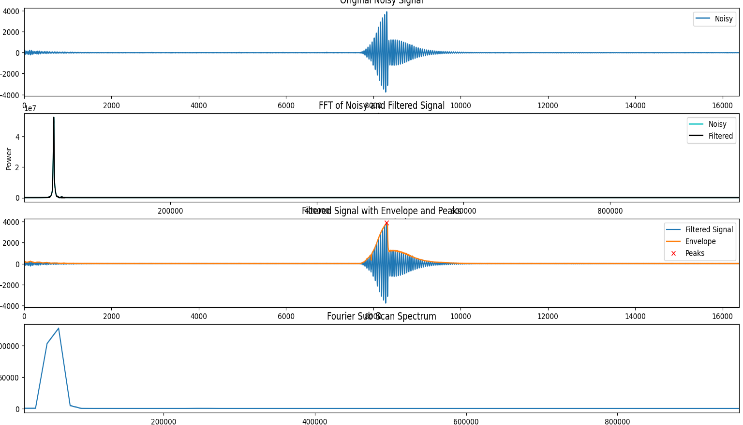 Original Noisy Signal
4000
2000
0
-2000
-4000
Noisy
0 2000 4000 6000 8000 10000 12000 14000 16000
FFT of Noisy and Filtered Signal
1e7
Power
4
2
0
Noisy
Filtered
200000 400000 600000 800000
Filtered Signal with Envelope and Peaks
4000
2000
0
-2000
-4000
Filtered Signal
Envelope
Peaks
0 2000 4000 6000 8000 10000 12000 14000 16000
Fourier Sub Scan Spectrum
00000
50000
0
200000 400000 600000 800000